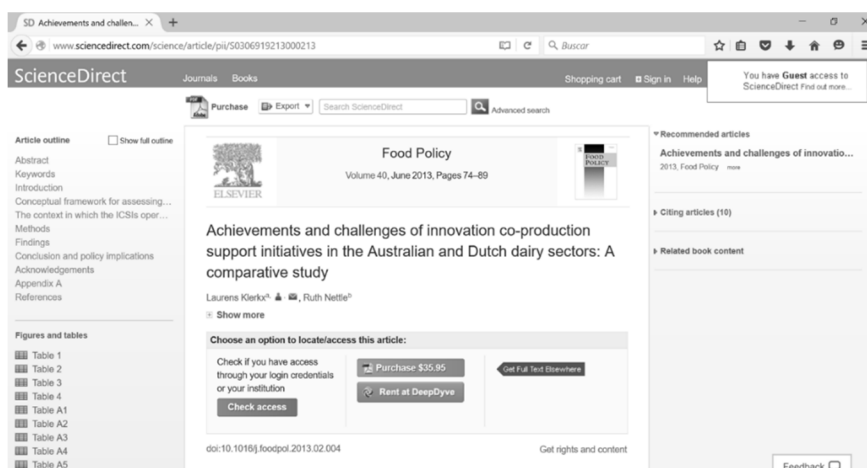 SD Achievements and challen...
www.sciencedirect.com/science/article/pii/S0306919213000213
Buscar
ScienceDirect
Journals Books
Shopping cart Sign in Help
You have Guest access to
ScienceDirect Find out more...
Purchase Export Search ScienceDirect Advanced search
Article outline Show full outline
Abstract
Keywords
Introduction
Conceptual framework for assessing...
The context in which the ICSIs oper...
Methods
Findings
Conclusion and policy implications
Acknowledgements
Appendix A
References
Figures and tables
Table 1
Table 2
Table 3
Table 4
Table A1
Table A2
Table A3
Table A4
Table A5
ELSEVIER
Food Policy
Volume 40, June 2013, Pages 74–89
FOOD
POLICY
Achievements and challenges of innovation co-production
support initiatives in the Australian and Dutch dairy sectors: A
comparative study
Laurens Klerkx a, , Ruth Nettle b
Show more
Choose an option to locate/access this article:
Check if you have access
through your login credentials
or your institution
Check access
Purchase $35.95
Rent at DeepDyve
Get Full Text Elsewhere
doi:10.1016/j.foodpol.2013.02.004
Get rights and content
Recommended articles
Achievements and challenges of innovatio...
2013, Food Policy more
Citing articles (10)
Related book content
Feedback